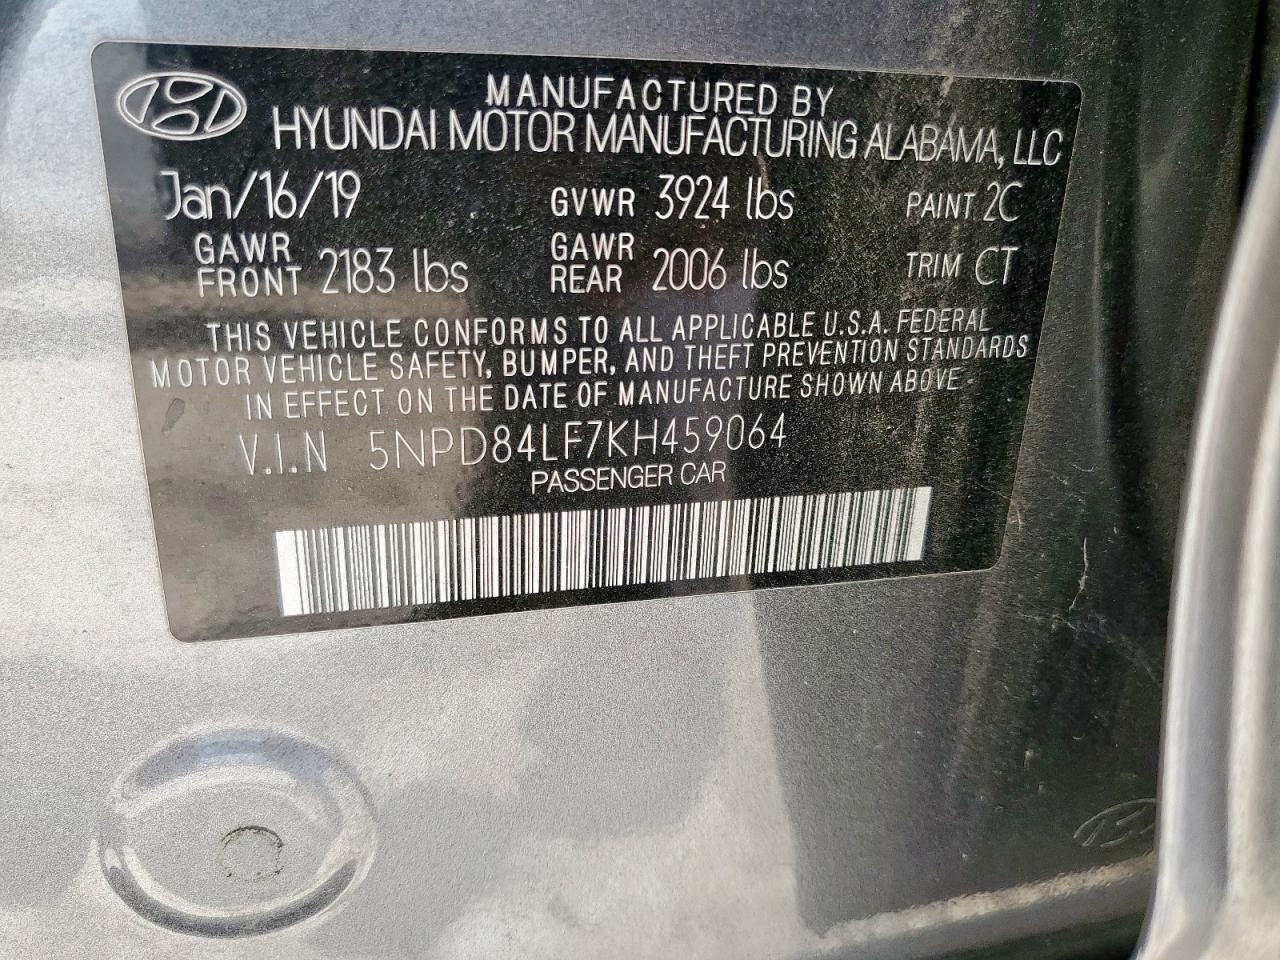 MANUFACTURED BY
HYUNDAI MOTOR MANUFACTURING ALABAMA, LLC
Jan/16/19 GVWR 3924 lbs PAINT 2C
GAWR FRONT 2183 lbs GAWR REAR 2006 lbs TRIM CT
THIS VEHICLE CONFORMS TO ALL APPLICABLE U.S.A. FEDERAL
MOTOR VEHICLE SAFETY, BUMPER, AND THEFT PREVENTION STANDARDS
IN EFFECT ON THE DATE OF MANUFACTURE SHOWN ABOVE
V.I.N 5NPD84LF7KH459064
PASSENGER CAR